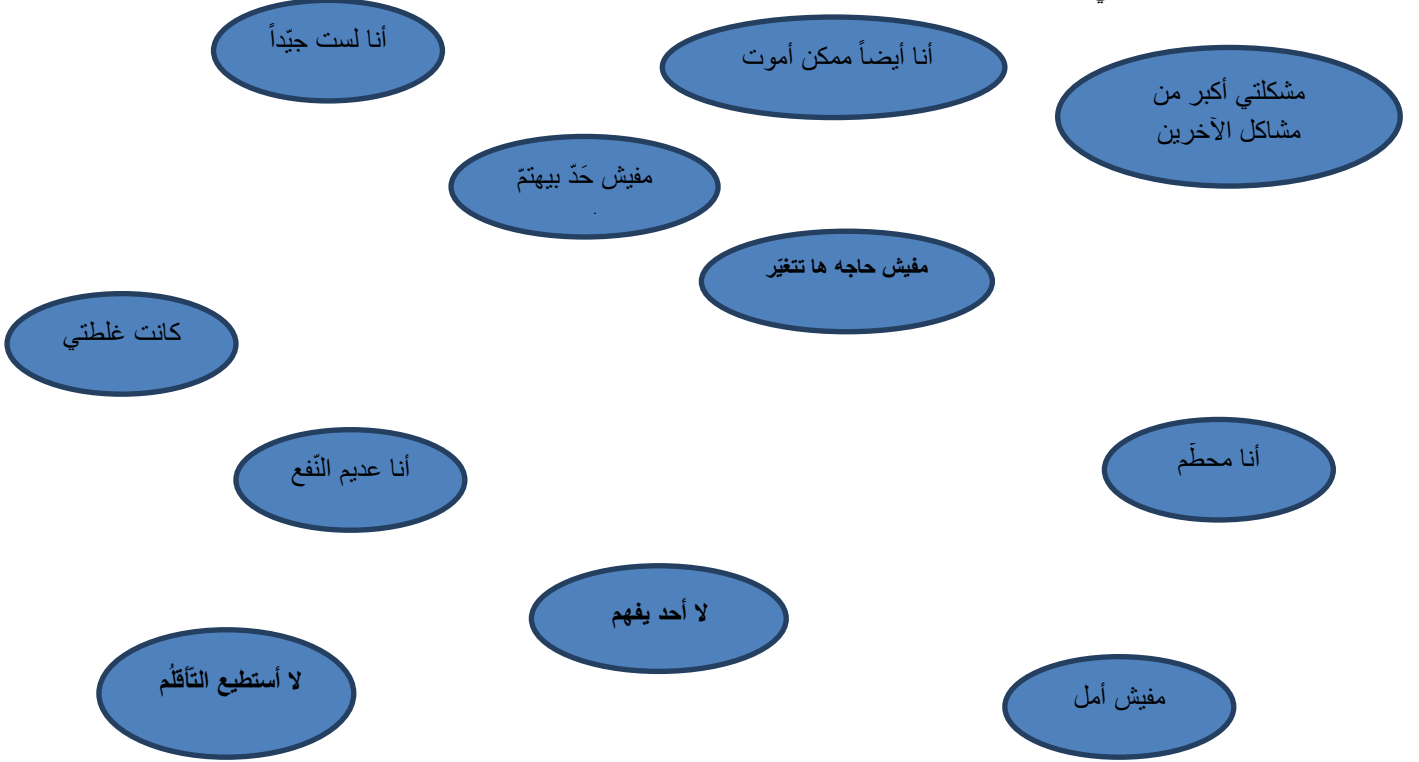 أنا لست جيّداً
أنا أيضاً ممكن أموت
مشكلتي أكبر من
مشاكل الآخرين
مفيش حَدّ بيهتمّ
.
مفيش حاجه ها تتغيّر
كانت غلطتي
أنا عديم النّفع
أنا محطَّم
لا أحد يفهم
لا أستطيع التّأقلُم
مفيش أمل